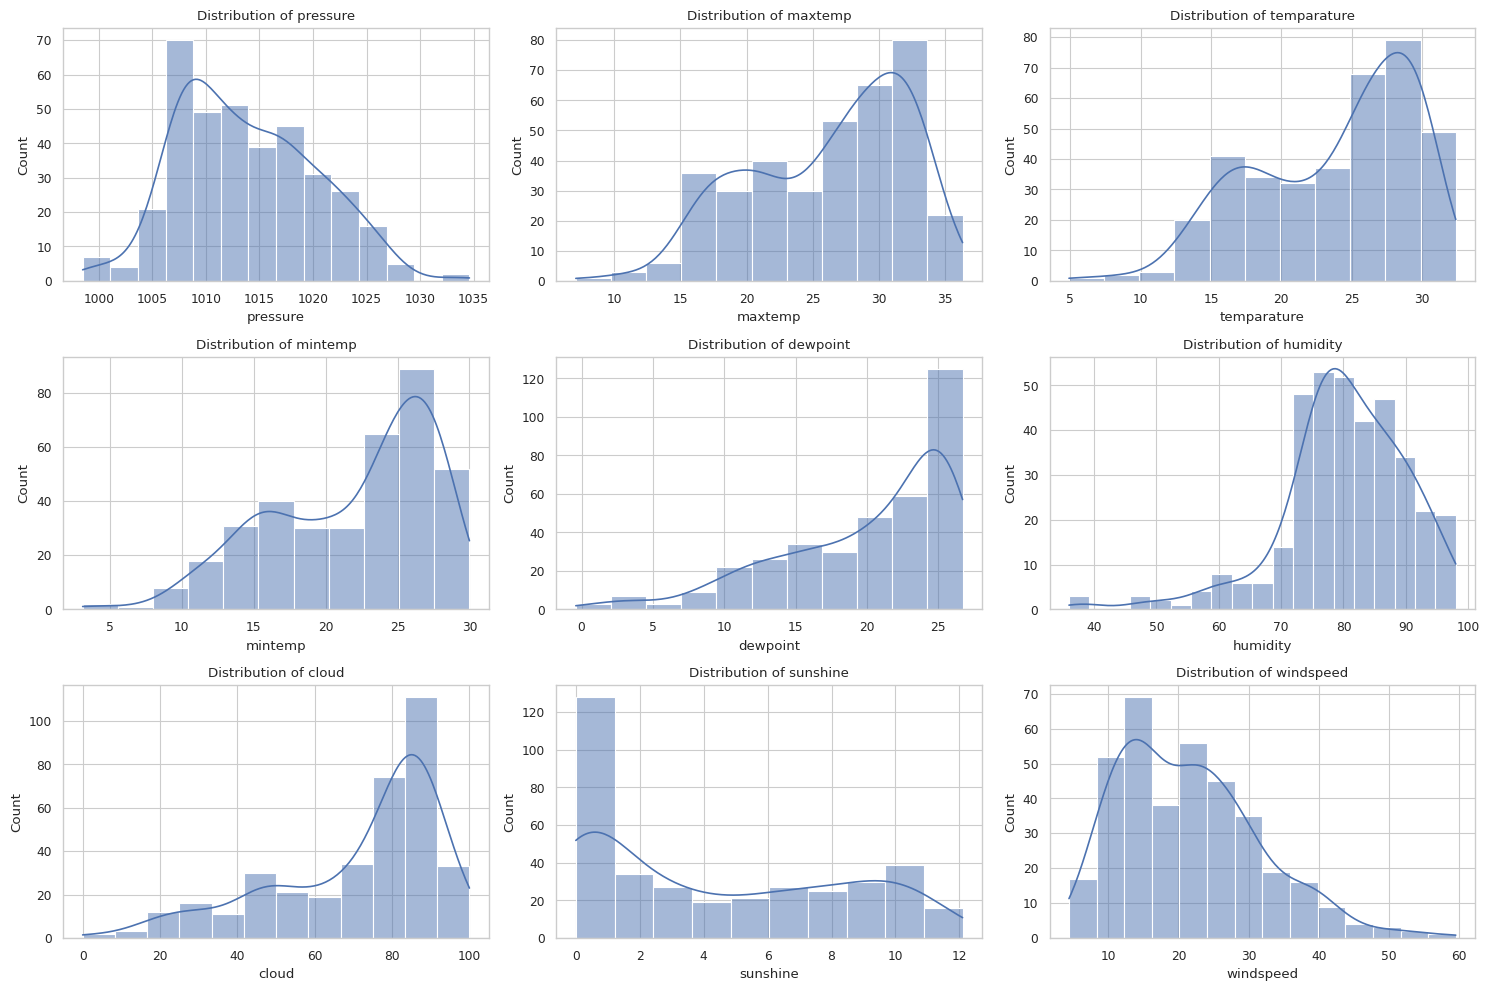 Distribution of pressure
Count
70
60
50
40
30
20
10
0
1000 1005 1010 1015 1020 1025 1030 1035
pressure
Distribution of maxtemp
Count
80
70
60
50
40
30
20
10
0
10 15 20 25 30 35
maxtemp
Distribution of temparature
Count
80
70
60
50
40
30
20
10
0
5 10 15 20 25 30
temparature
Distribution of mintemp
Count
80
60
40
20
0
5 10 15 20 25 30
mintemp
Distribution of dewpoint
Count
120
100
80
60
40
20
0
0 5 10 15 20 25
dewpoint
Distribution of humidity
Count
50
40
30
20
10
0
40 50 60 70 80 90 100
humidity
Distribution of cloud
Count
100
80
60
40
20
0
0 20 40 60 80 100
cloud
Distribution of sunshine
Count
120
100
80
60
40
20
0
0 2 4 6 8 10 12
sunshine
Distribution of windspeed
Count
70
60
50
40
30
20
10
0
10 20 30 40 50 60
windspeed